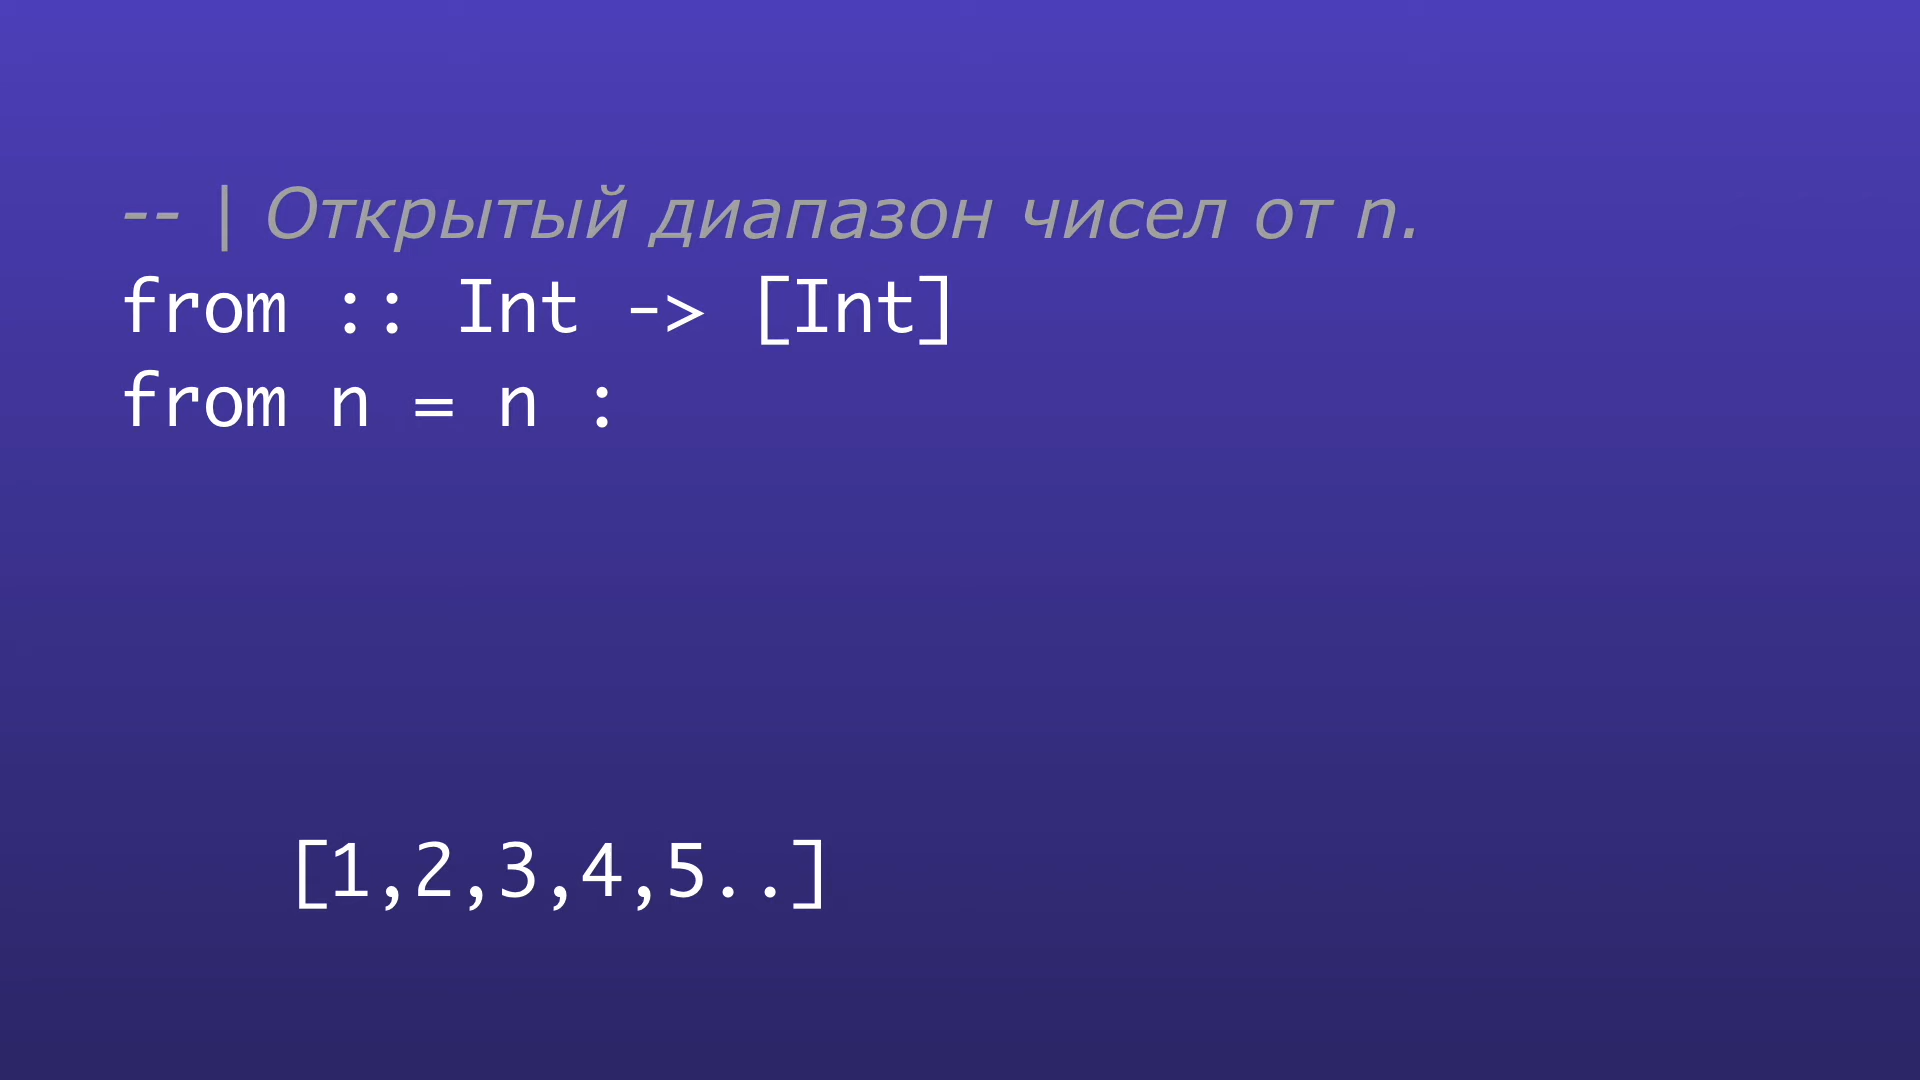 -- | Открытый диапазон чисел от n.
from :: Int -> [Int]
from n = n :
[1,2,3,4,5..]